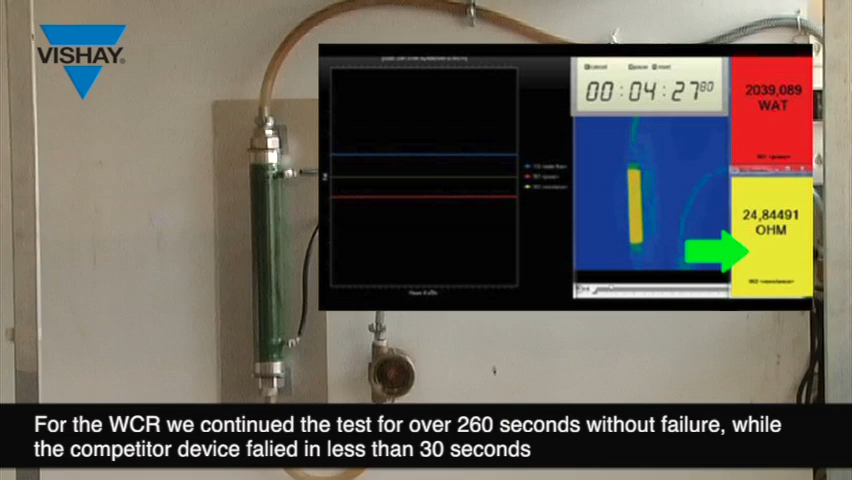 VISHAY®
00:04:27 80
2039,089
WAT
24,84491
OHM
For the WCR we continued the test for over 260 seconds without failure, while
the competitor device falied in less than 30 seconds